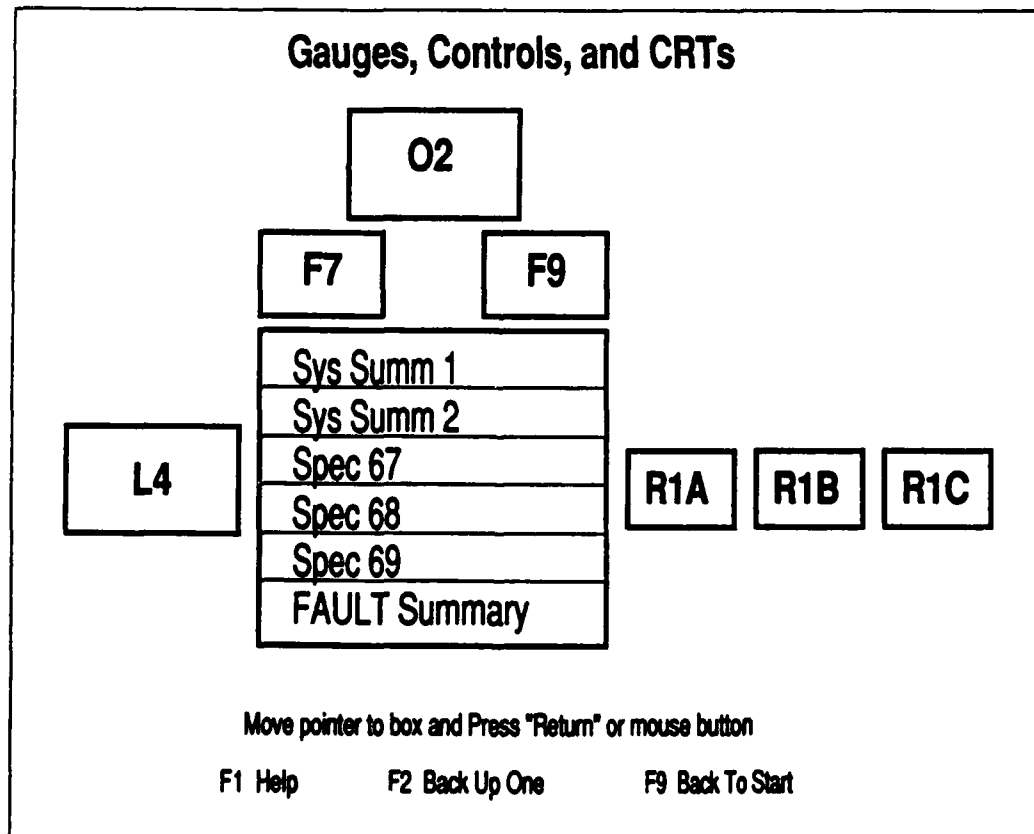 Gauges, Controls, and CRTs
O2
F7 F9
Sys Summ 1
Sys Summ 2
Spec 67
L4
R1A R1B R1C
Spec 68
Spec 69
FAULT Summary
Move pointer to box and Press "Return" or mouse button
F1 Help F2 Back Up One F9 Back To Start